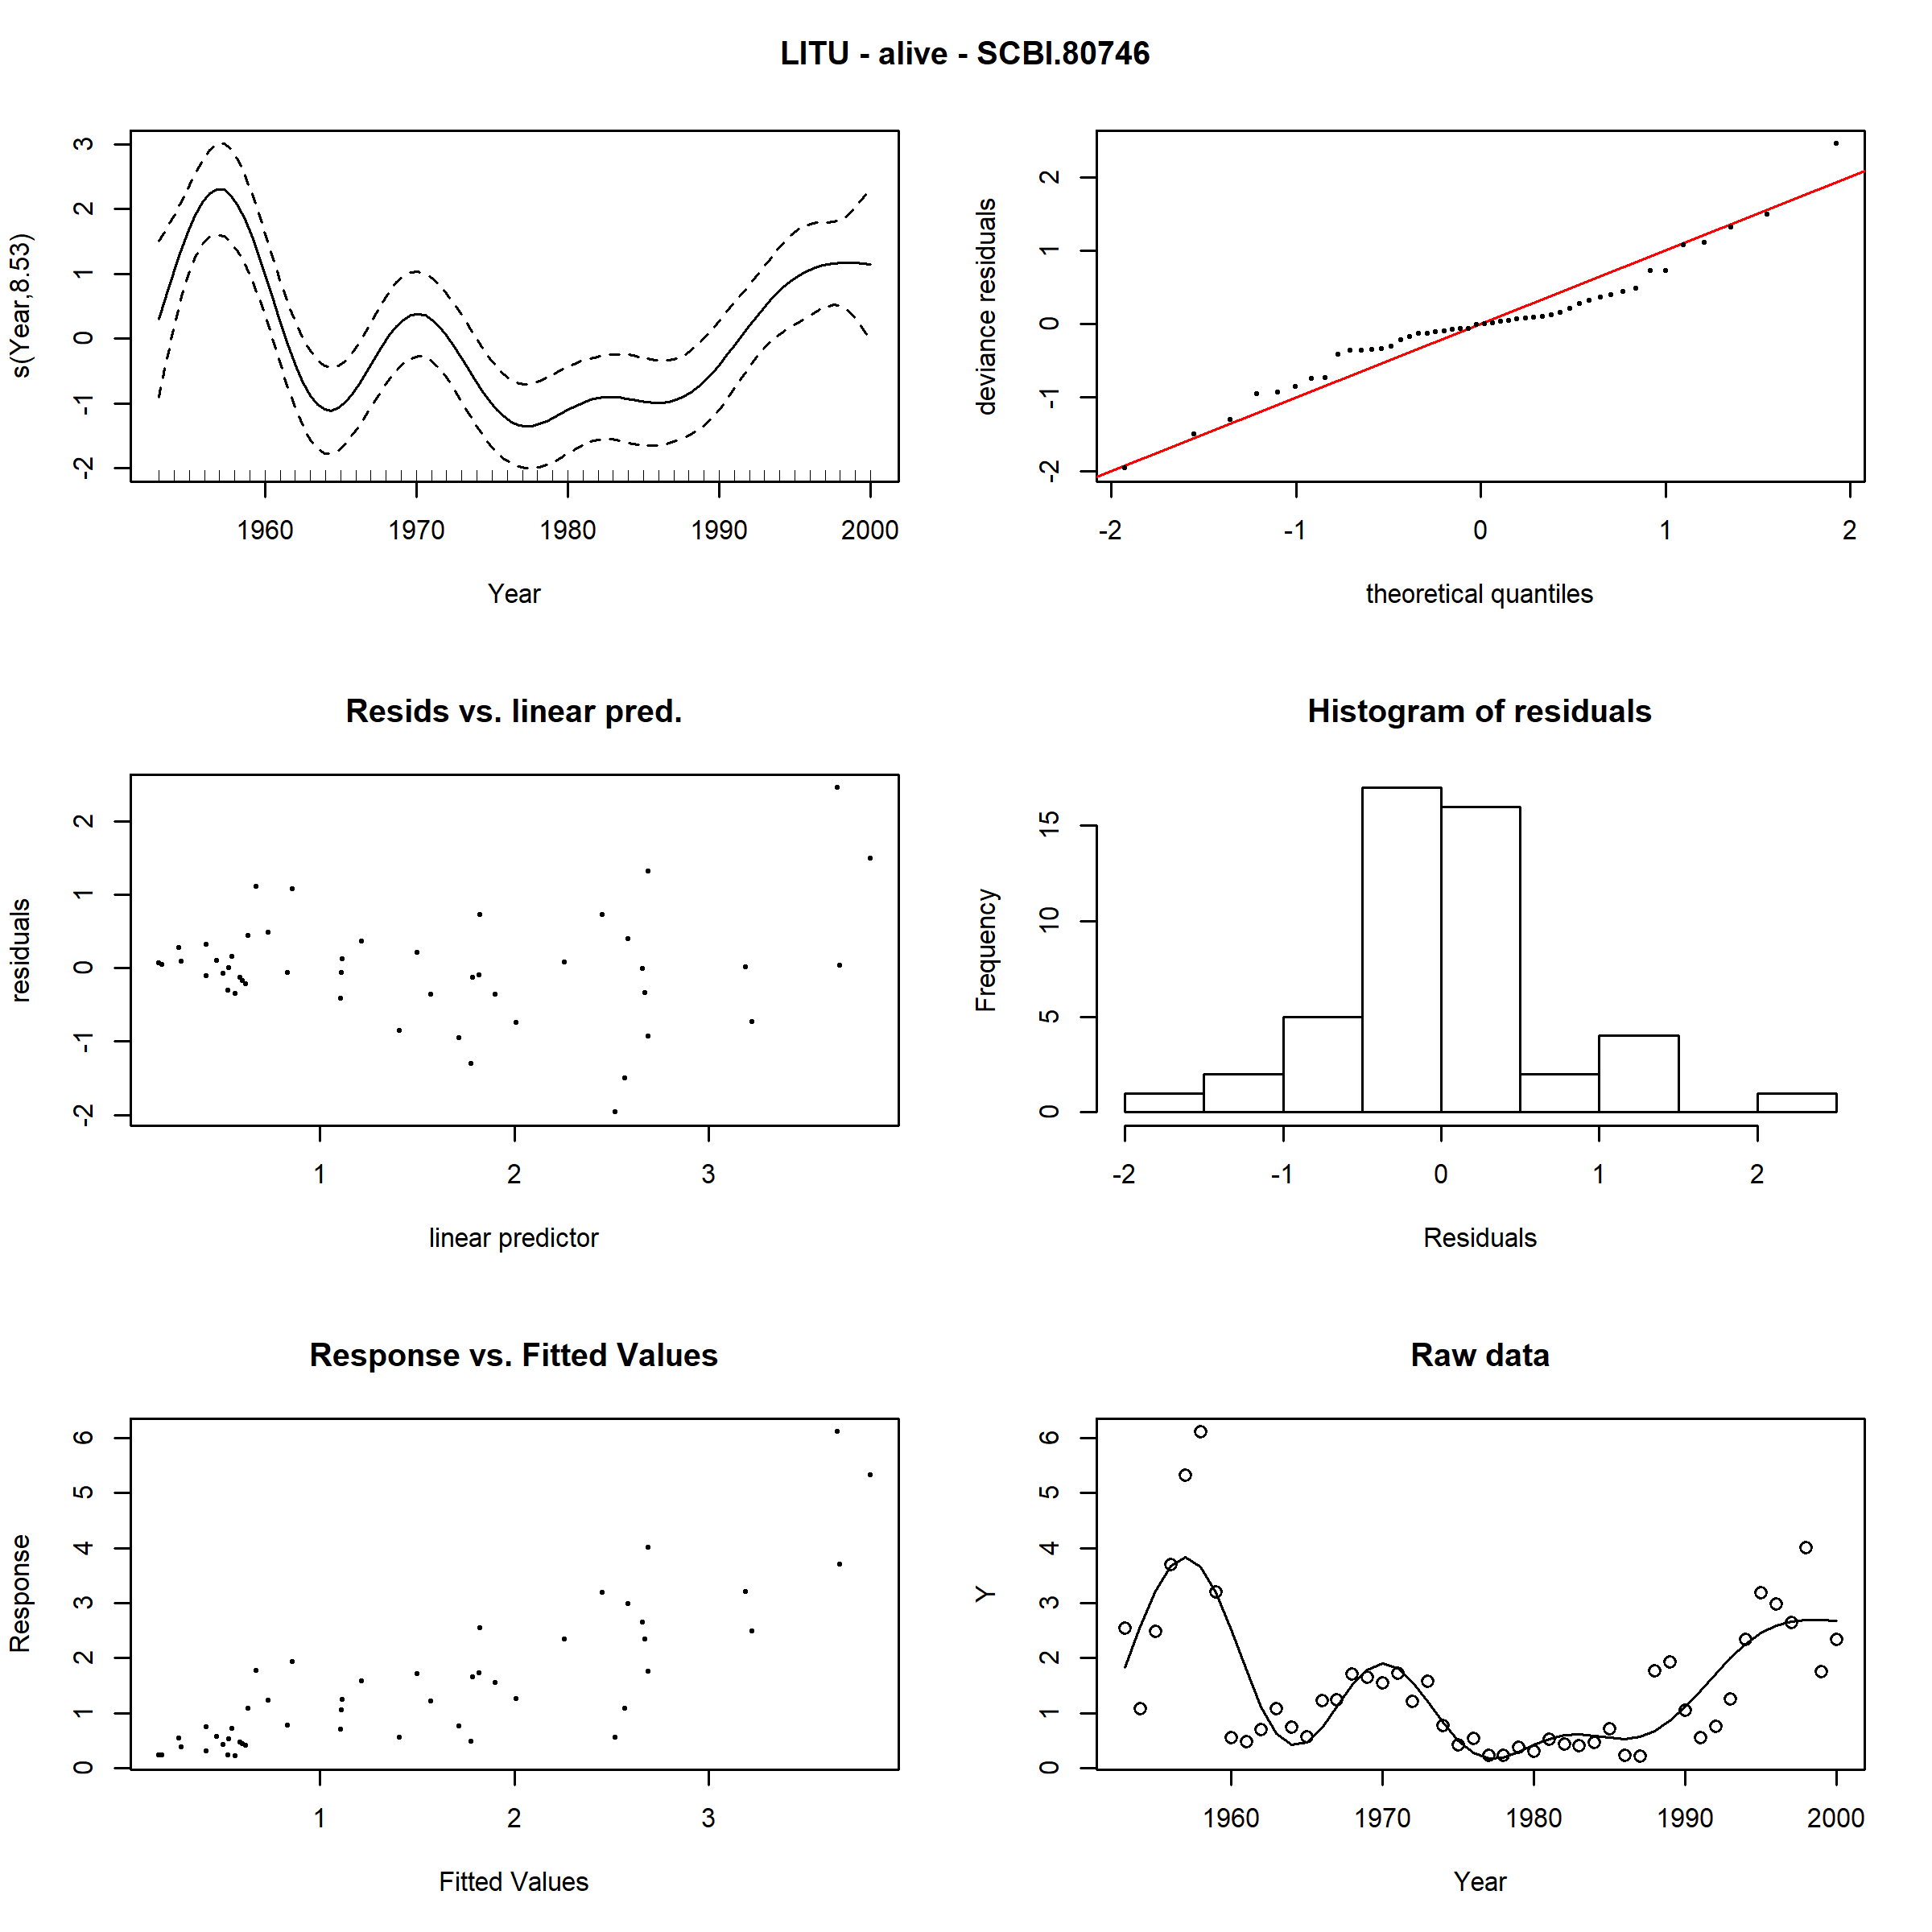 LITU - alive - SCBI.80746
s(Year,8.53)
-2 -1 0 1 2 3
1960 1970 1980 1990 2000
Year
deviance residuals
-2 -1 0 1 2
-2 -1 0 1 2
theoretical quantiles
Resids vs. linear pred.
residuals
-2 -1 0 1 2
1 2 3
linear predictor
Histogram of residuals
Frequency
0 5 10 15
-2 -1 0 1 2
Residuals
Response vs. Fitted Values
Response
0 1 2 3 4 5 6
1 2 3
Fitted Values
Raw data
Y
0 1 2 3 4 5 6
1960 1970 1980 1990 2000
Year